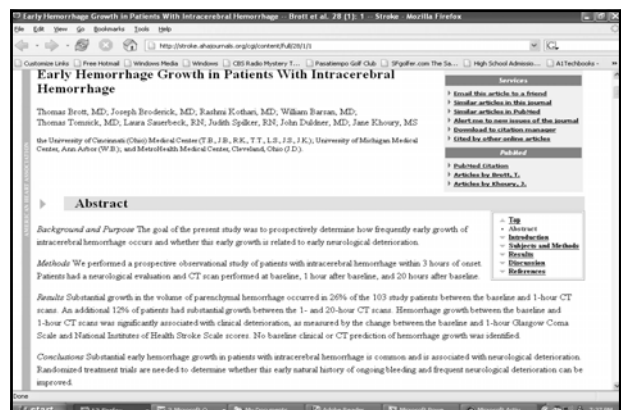 Early Hemorrhage Growth in Patients With Intracerebral Hemorrhage -- Brott et al. 28 (1): 1 -- Stroke - Mozilla Firefox
File Edit View Go Bookmarks Tools Help
http://stroke.ahajournals.org/cgi/content/full/28/1/1
Customize Links Free Hotmail Windows Media Windows CBS Radio Mystery T... Pasatiempo Golf Club SFgolfer.com The Sa... High School Admissio... A1Techbooks -
Early Hemorrhage Growth in Patients With Intracerebral
Hemorrhage
Thomas Brott, MD; Joseph Broderick, MD; Rashmi Kothari, MD; William Barsan, MD;
Thomas Tomsick, MD; Laura Sauerbeck, RN; Judith Spilker, RN; John Duldner, MD; Jane Khoury, MS
the University of Cincinnati (Ohio) Medical Center (T.B., J.B., R.K., T.T., L.S., J.S., J.K.); University of Michigan Medical
Center, Ann Arbor (W.B.); and MetroHealth Medical Center, Cleveland, Ohio (J.D.).
Services
Email this article to a friend
Similar articles in this journal
Similar articles in PubMed
Alert me to new issues of the journal
Download to citation manager
Cited by other online articles
PubMed
PubMed Citation
Articles by Brott, T.
Articles by Khoury, J.
AMERICAN HEART ASSOCIATION
Abstract
Top
Abstract
Introduction
Subjects and Methods
Results
Discussion
References
Background and Purpose The goal of the present study was to prospectively determine how frequently early growth of
intracerebral hemorrhage occurs and whether this early growth is related to early neurological deterioration.
Methods We performed a prospective observational study of patients with intracerebral hemorrhage within 3 hours of onset.
Patients had a neurological evaluation and CT scan performed at baseline, 1 hour after baseline, and 20 hours after baseline.
Results Substantial growth in the volume of parenchymal hemorrhage occurred in 26% of the 103 study patients between the baseline and 1-hour CT
scans. An additional 12% of patients had substantial growth between the 1- and 20-hour CT scans. Hemorrhage growth between the baseline and
1-hour CT scans was significantly associated with clinical deterioration, as measured by the change between the baseline and 1-hour Glasgow Coma
Scale and National Institutes of Health Stroke Scale scores. No baseline clinical or CT prediction of hemorrhage growth was identified.
Conclusions Substantial early hemorrhage growth in patients with intracerebral hemorrhage is common and is associated with neurological deterioration.
Randomized treatment trials are needed to determine whether this early natural history of ongoing bleeding and frequent neurological deterioration can be
improved.
Done
start